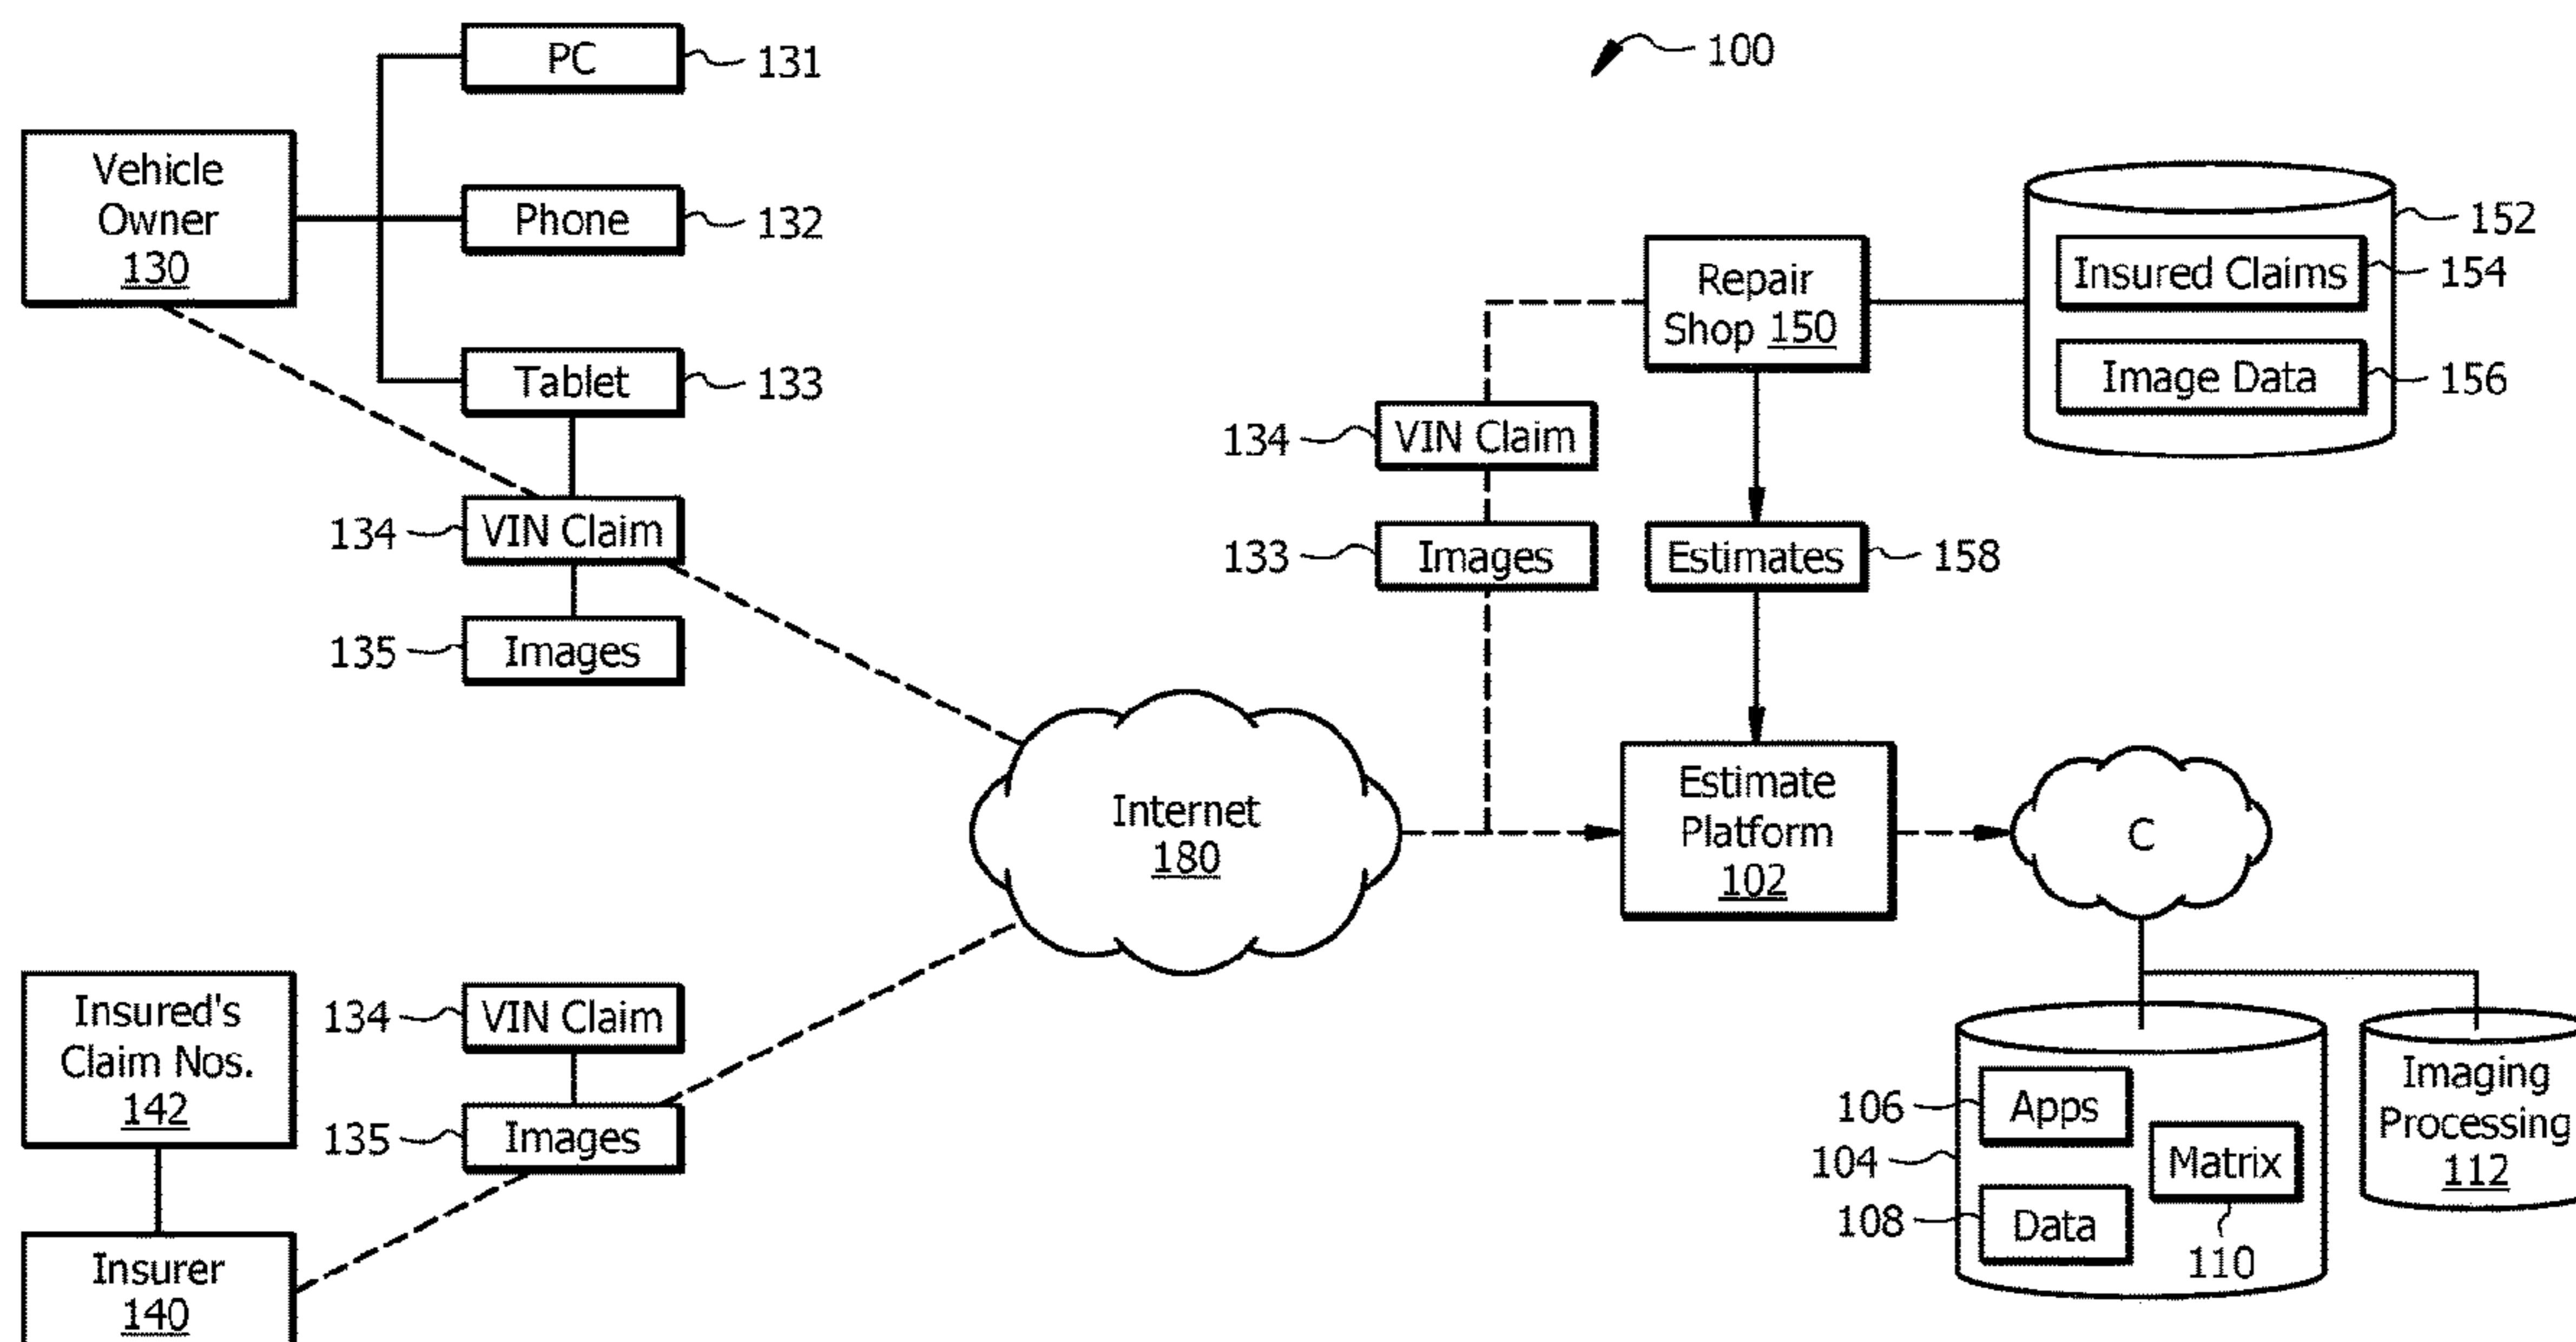 100
PC
131
Vehicle
Owner
130
Phone
132
Tablet
133
134
VIN Claim
135
Images
Repair
Shop 150
152
Insured Claims
154
Image Data
156
134
VIN Claim
133
Images
Estimates
158
Internet
180
Estimate
Platform
102
C
Insured's
Claim Nos.
142
134
VIN Claim
135
Images
Insurer
140
106
Apps
104
Matrix
108
Data
110
Imaging
Processing
112